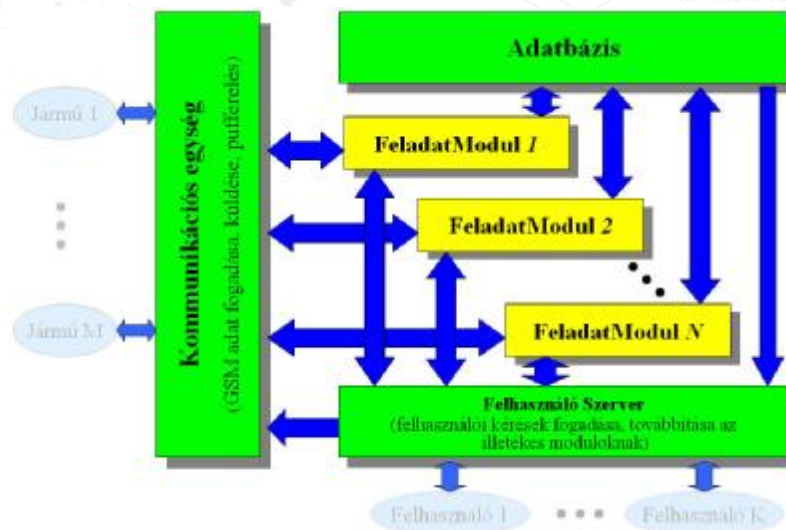 Adatbázis
Jármű 1
Kommunikációs egység
(GSM adat fogadása, küldése, pufferelés)
FeladatModul 1
FeladatModul 2
Jármű M
FeladatModul N
Felhasználó Szerver
(felhasználói kérések fogadása, továbbítása az
illetékes moduloknak)
Felhasználó 1
Felhasználó K